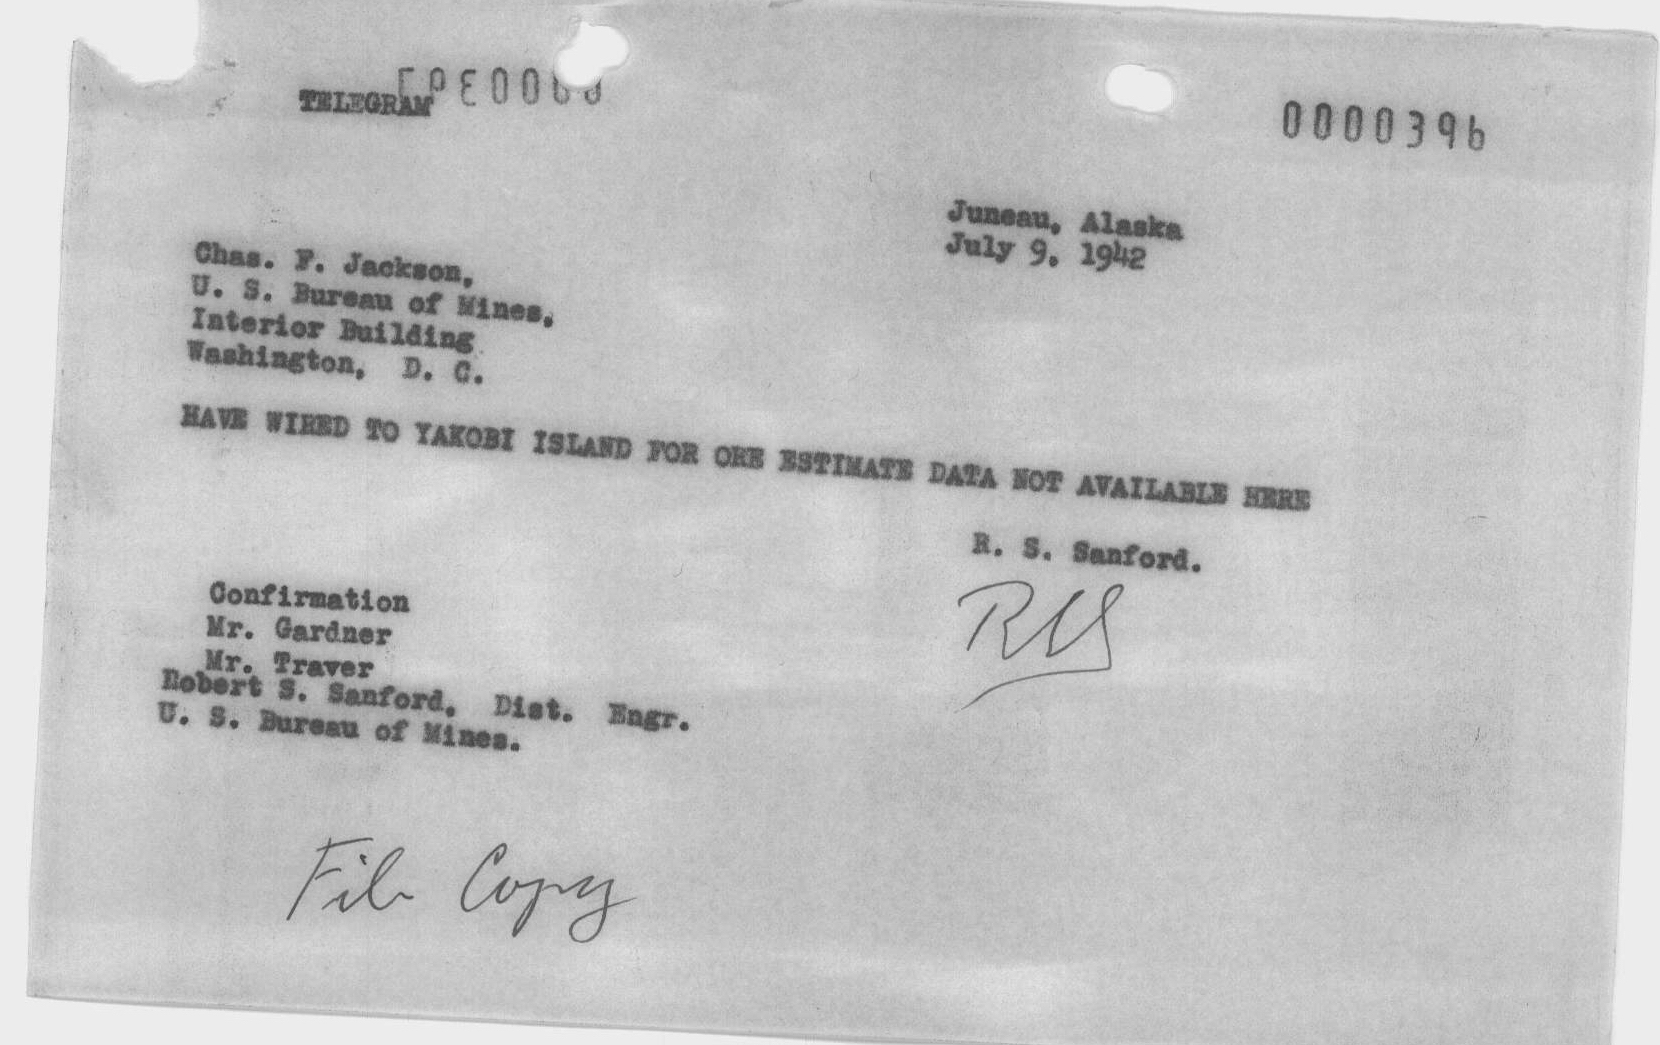 TELEGRAM
0000396
Juneau, Alaska
July 9, 1942
Chas. F. Jackson,
U. S. Bureau of Mines,
Interior Building
Washington, D. C.
HAVE WIRED TO YAKOBI ISLAND FOR ORE ESTIMATE DATA NOT AVAILABLE HERE
R. S. Sanford.
RSS
Confirmation
Mr. Gardner
Mr. Traver
Robert S. Sanford, Dist. Engr.
U. S. Bureau of Mines.
File Copy